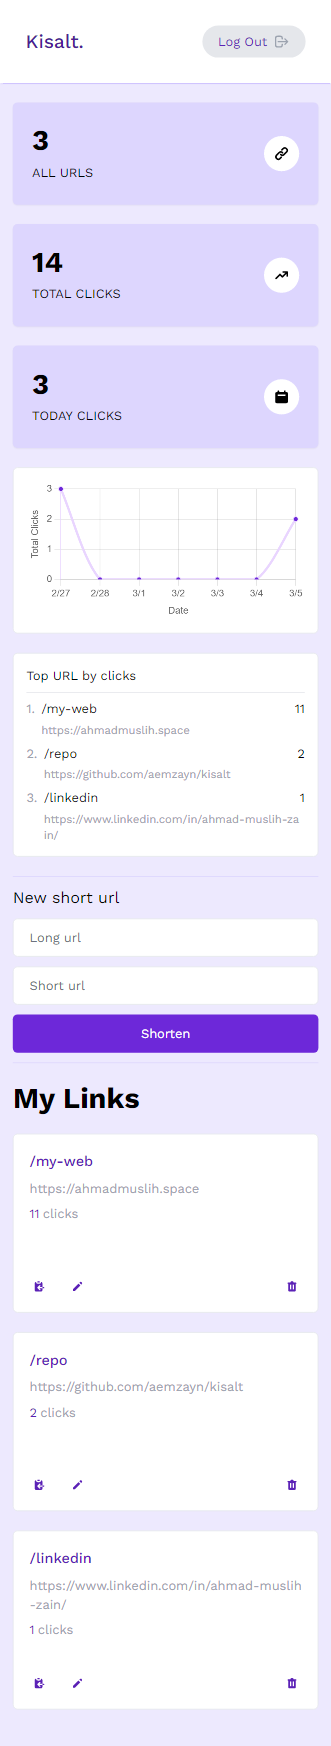 Kisalt.
Log Out
3
ALL URLS
14
TOTAL CLICKS
3
TODAY CLICKS
Total Clicks
3
2
1
0
2/27 2/28 3/1 3/2 3/3 3/4 3/5
Date
Top URL by clicks
1. /my-web 11
https://ahmadmuslih.space
2. /repo 2
https://github.com/aemzayn/kisalt
3. /linkedin 1
https://www.linkedin.com/in/ahmad-muslih-za
in/
New short url
Long url
Short url
Shorten
My Links
/my-web
https://ahmadmuslih.space
11 clicks
/repo
https://github.com/aemzayn/kisalt
2 clicks
/linkedin
https://www.linkedin.com/in/ahmad-muslih
-zain/
1 clicks